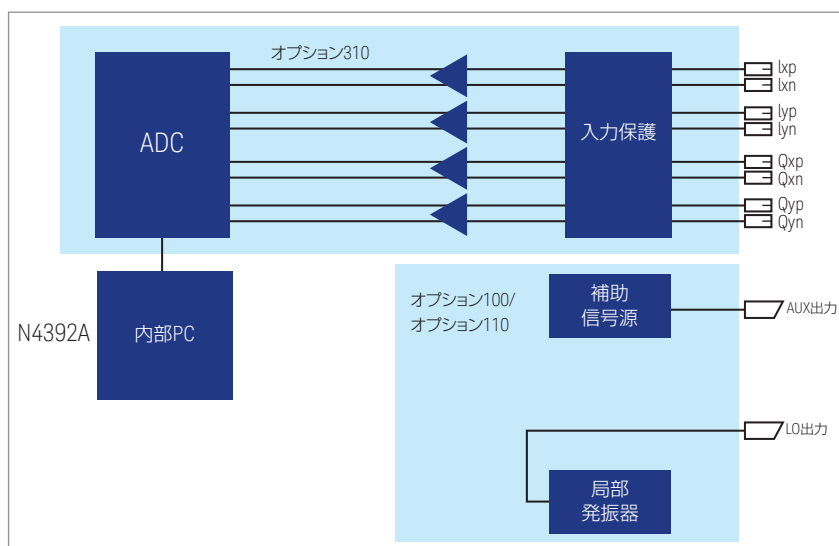 オプション310
ADC
入力保護
Ixp
Ixn
Iyp
Iyn
Qxp
Qxn
Qyp
Qyn
N4392A
内部PC
オプション100/
オプション110
補助
信号源
AUX出力
LO出力
局部
発振器